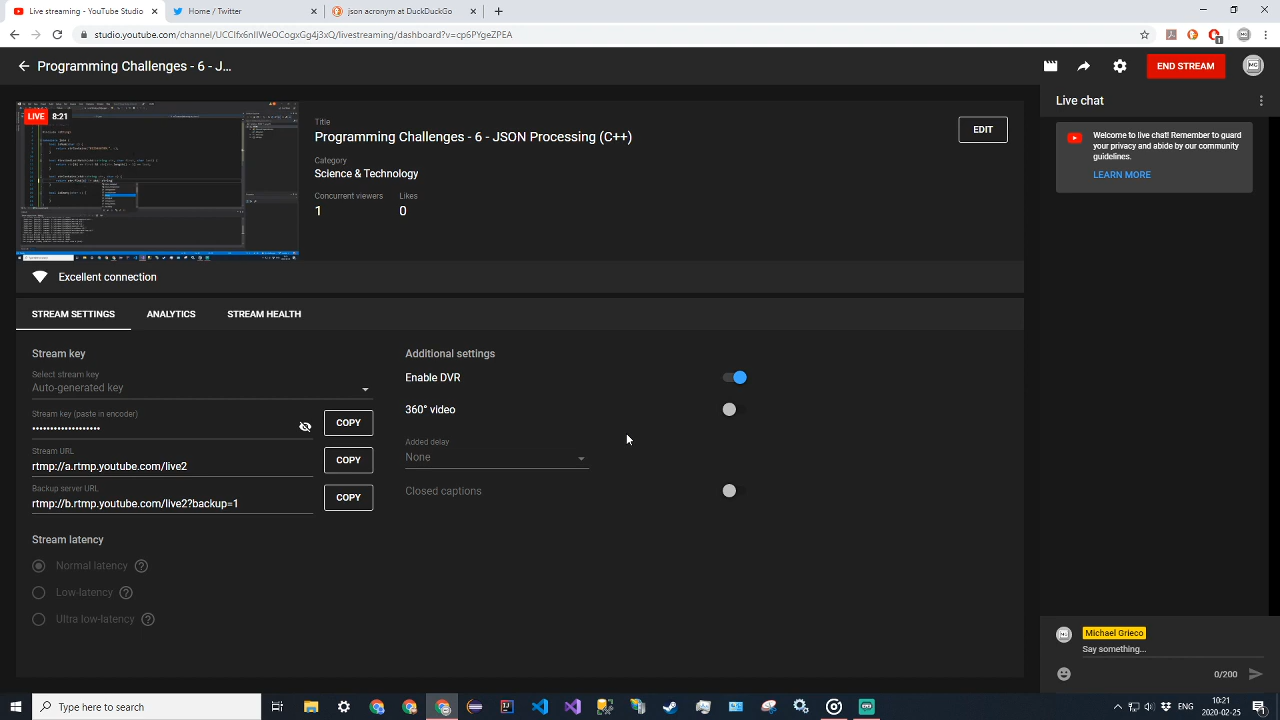 Live streaming - YouTube Studio
Home / Twitter
json acronym at DuckDuckGo
studio.youtube.com/channel/UCClfx6nIlWeOCogxGg4j3xQ/livestreaming/dashboard?v=cp6PYgeZPEA
Programming Challenges - 6 - J...
END STREAM
LIVE 8:21
Title
Programming Challenges - 6 - JSON Processing (C++)
EDIT
Category
Science & Technology
Concurrent viewers
Likes
1
0
Excellent connection
STREAM SETTINGS
ANALYTICS
STREAM HEALTH
Stream key
Select stream key
Auto-generated key
Stream key (paste in encoder)
COPY
Stream URL
rtmp://a.rtmp.youtube.com/live2
COPY
Backup server URL
rtmp://b.rtmp.youtube.com/live2?backup=1
COPY
Stream latency
Normal latency
Low-latency
Ultra low-latency
Additional settings
Enable DVR
360° video
Added delay
None
Closed captions
Live chat
Welcome to live chat! Remember to guard
your privacy and abide by our community
guidelines.
LEARN MORE
Michael Grieco
Say something...
0/200
Type here to search
ENG
10:21
2020-02-25